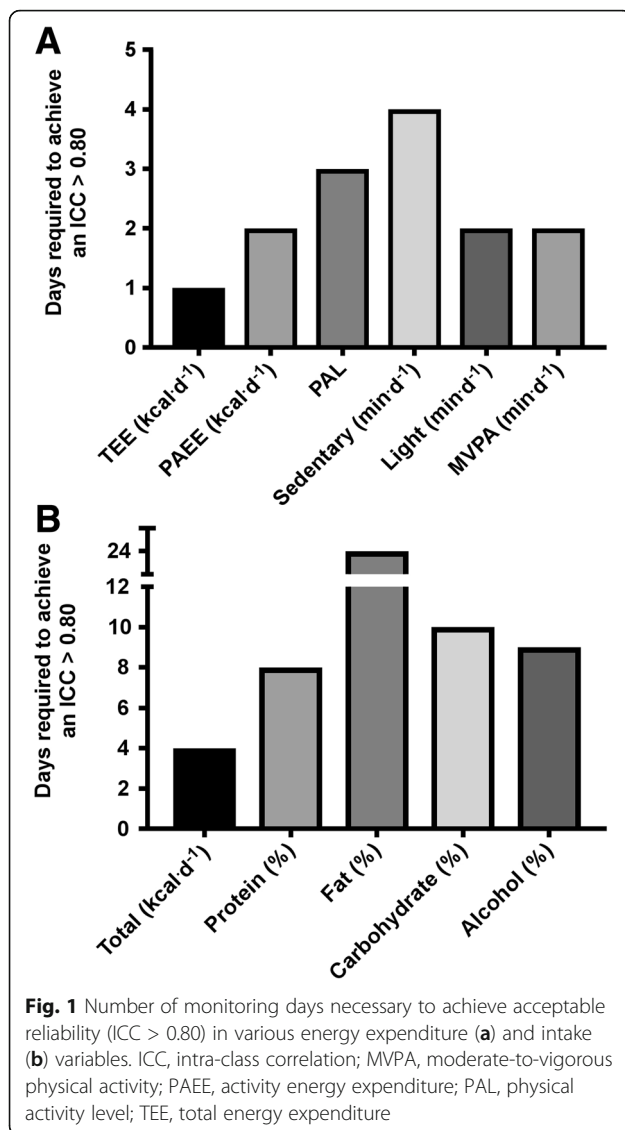 A
Days required to achieve
an ICC > 0.80
5
4
3
2
1
0
TEE (kcal·d⁻¹)
PAEE (kcal·d⁻¹)
PAL
Sedentary (min·d⁻¹)
Light (min·d⁻¹)
MVPA (min·d⁻¹)
B
Days required to achieve
an ICC > 0.80
24
12
10
8
6
4
2
0
Total (kcal·d⁻¹)
Protein (%)
Fat (%)
Carbohydrate (%)
Alcohol (%)
Fig. 1 Number of monitoring days necessary to achieve acceptable
reliability (ICC > 0.80) in various energy expenditure (a) and intake
(b) variables. ICC, intra-class correlation; MVPA, moderate-to-vigorous
physical activity; PAEE, activity energy expenditure; PAL, physical
activity level; TEE, total energy expenditure